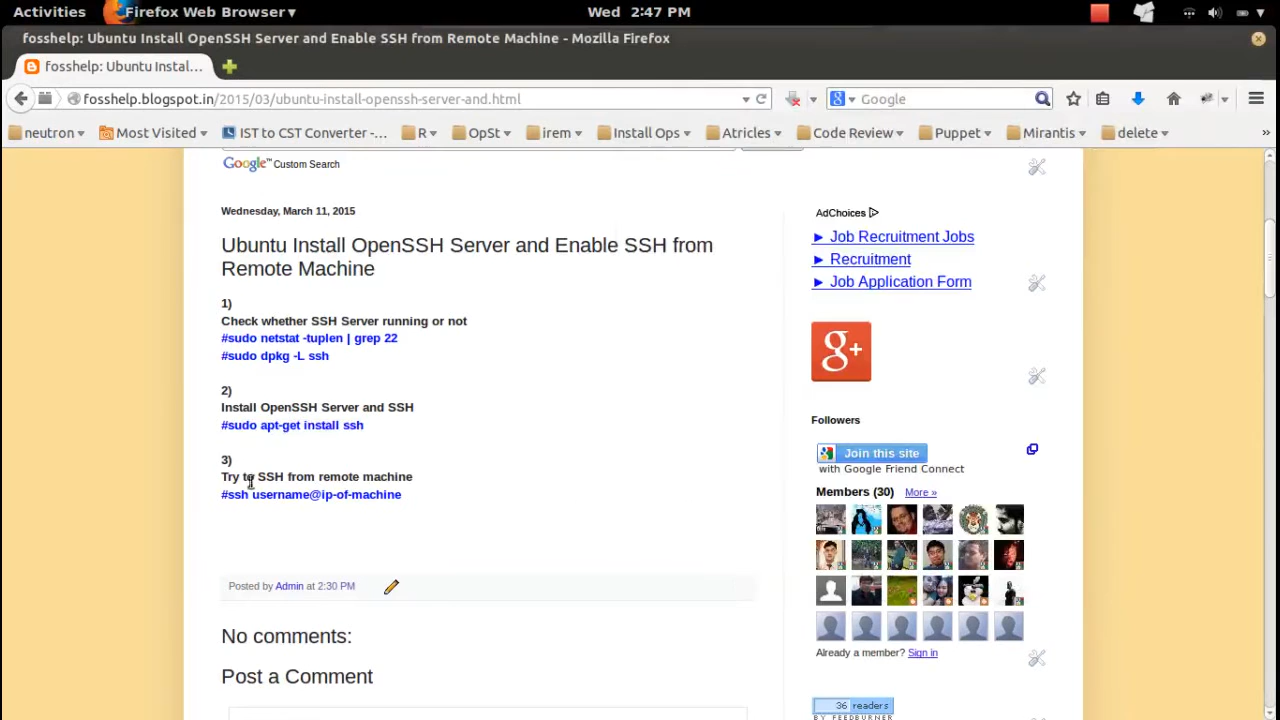 Activities
Firefox Web Browser
Wed 2:47 PM
fosshelp: Ubuntu Install OpenSSH Server and Enable SSH from Remote Machine - Mozilla Firefox
fosshelp: Ubuntu Instal...
fosshelp.blogspot.in/2015/03/ubuntu-install-openssh-server-and.html
Google
neutron
Most Visited
IST to CST Converter -...
R
OpSt
irem
Install Ops
Atricles
Code Review
Puppet
Mirantis
delete
Google™ Custom Search
Wednesday, March 11, 2015
Ubuntu Install OpenSSH Server and Enable SSH from
Remote Machine
1)
Check whether SSH Server running or not
#sudo netstat -tuplen | grep 22
#sudo dpkg -L ssh
2)
Install OpenSSH Server and SSH
#sudo apt-get install ssh
3)
Try to SSH from remote machine
#ssh username@ip-of-machine
Posted by Admin at 2:30 PM
No comments:
Post a Comment
AdChoices
► Job Recruitment Jobs
► Recruitment
► Job Application Form
g+
Followers
Join this site
with Google Friend Connect
Members (30) More »
Already a member? Sign in
36 readers
BY FEEDBURNER